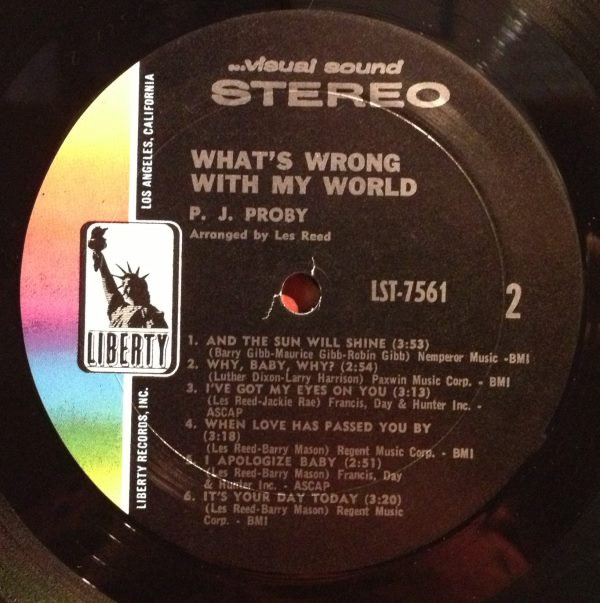 ...visual sound
STEREO
WHAT'S WRONG
WITH MY WORLD
P. J. PROBY
Arranged by Les Reed
LST-7561
2
LIBERTY
LIBERTY RECORDS, INC.
LOS ANGELES, CALIFORNIA
1. AND THE SUN WILL SHINE (3:53)
(Barry Gibb-Maurice Gibb-Robin Gibb) Nemperor Music -BMI
2. WHY, BABY, WHY? (2:54)
(Luther Dixon-Larry Harrison) Paxwin Music Corp. - BMI
3. I'VE GOT MY EYES ON YOU (3:13)
(Les Reed-Jackie Rae) Francis, Day & Hunter Inc. -
ASCAP
4. WHEN LOVE HAS PASSED YOU BY
(3:18)
(Les Reed-Barry Mason) Regent Music Corp. - BMI
5. I APOLOGIZE BABY (2:51)
(Les Reed-Barry Mason) Francis, Day
& Hunter Inc. - ASCAP
6. IT'S YOUR DAY TODAY (3:20)
(Les Reed-Barry Mason) Regent Music
Corp. - BMI